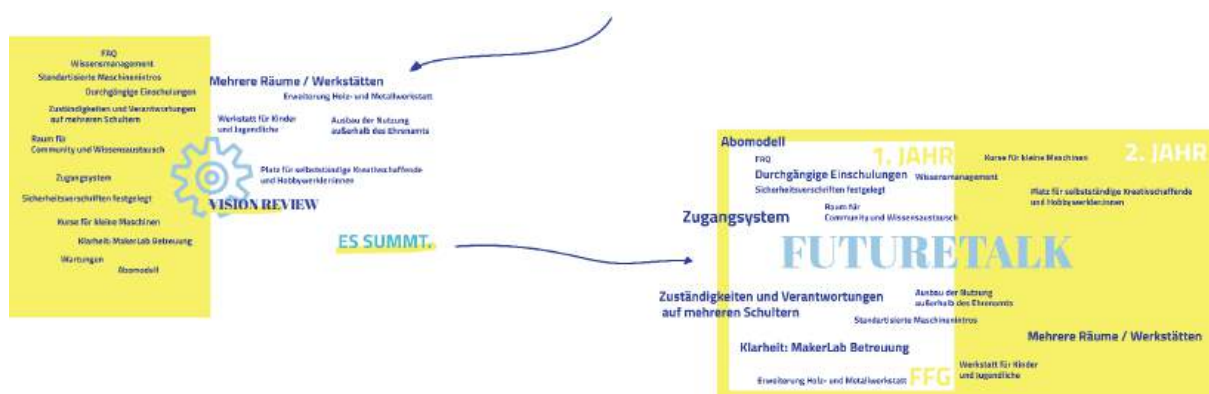 FAQ
Wissensmanagement
Standartisierte Maschinenintros
Durchgängige Einschulungen
Zuständigkeiten und Verantwortungen
auf mehreren Schultern
Raum für
Community und Wissensaustausch
Zugangsystem
Sicherheitsvorschriften festgelegt
Kurse für kleine Maschinen
Klarheit: MakerLab Betreuung
Wartungen
Abomodell
Mehrere Räume / Werkstätten
Erweiterung Holz- und Metallwerkstatt
Werkstatt für Kinder
und Jugendliche
Ausbau der Nutzung
außerhalb des Ehrenamts
Platz für selbstständige Kreativschaffende
und Hobbywerkler:innen
VISION REVIEW
ES SUMMT.
Abomodell
1. JAHR
2. JAHR
FAQ
Kurse für kleine Maschinen
Durchgängige Einschulungen
Wissensmanagement
Sicherheitsvorschriften festgelegt
Platz für selbstständige Kreativschaffende
und Hobbywerkler:innen
Raum für
Community und Wissensaustausch
Zugangsystem
FUTURETALK
Zuständigkeiten und Verantwortungen
auf mehreren Schultern
Ausbau der Nutzung
außerhalb des Ehrenamts
Standartisierte Maschinenintros
Mehrere Räume / Werkstätten
Klarheit: MakerLab Betreuung
Werkstatt für Kinder
und Jugendliche
Erweiterung Holz- und Metallwerkstatt
FFG